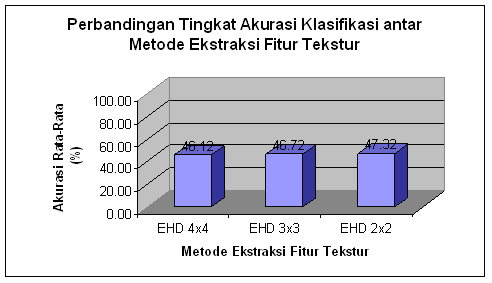 Perbandingan Tingkat Akurasi Klasifikasi antar
Metode Ekstraksi Fitur Tekstur
Akurasi Rata-Rata
(%)
100.00
80.00
60.00
40.00
20.00
0.00
46.12
46.72
47.32
EHD 4x4
EHD 3x3
EHD 2x2
Metode Ekstraksi Fitur Tekstur